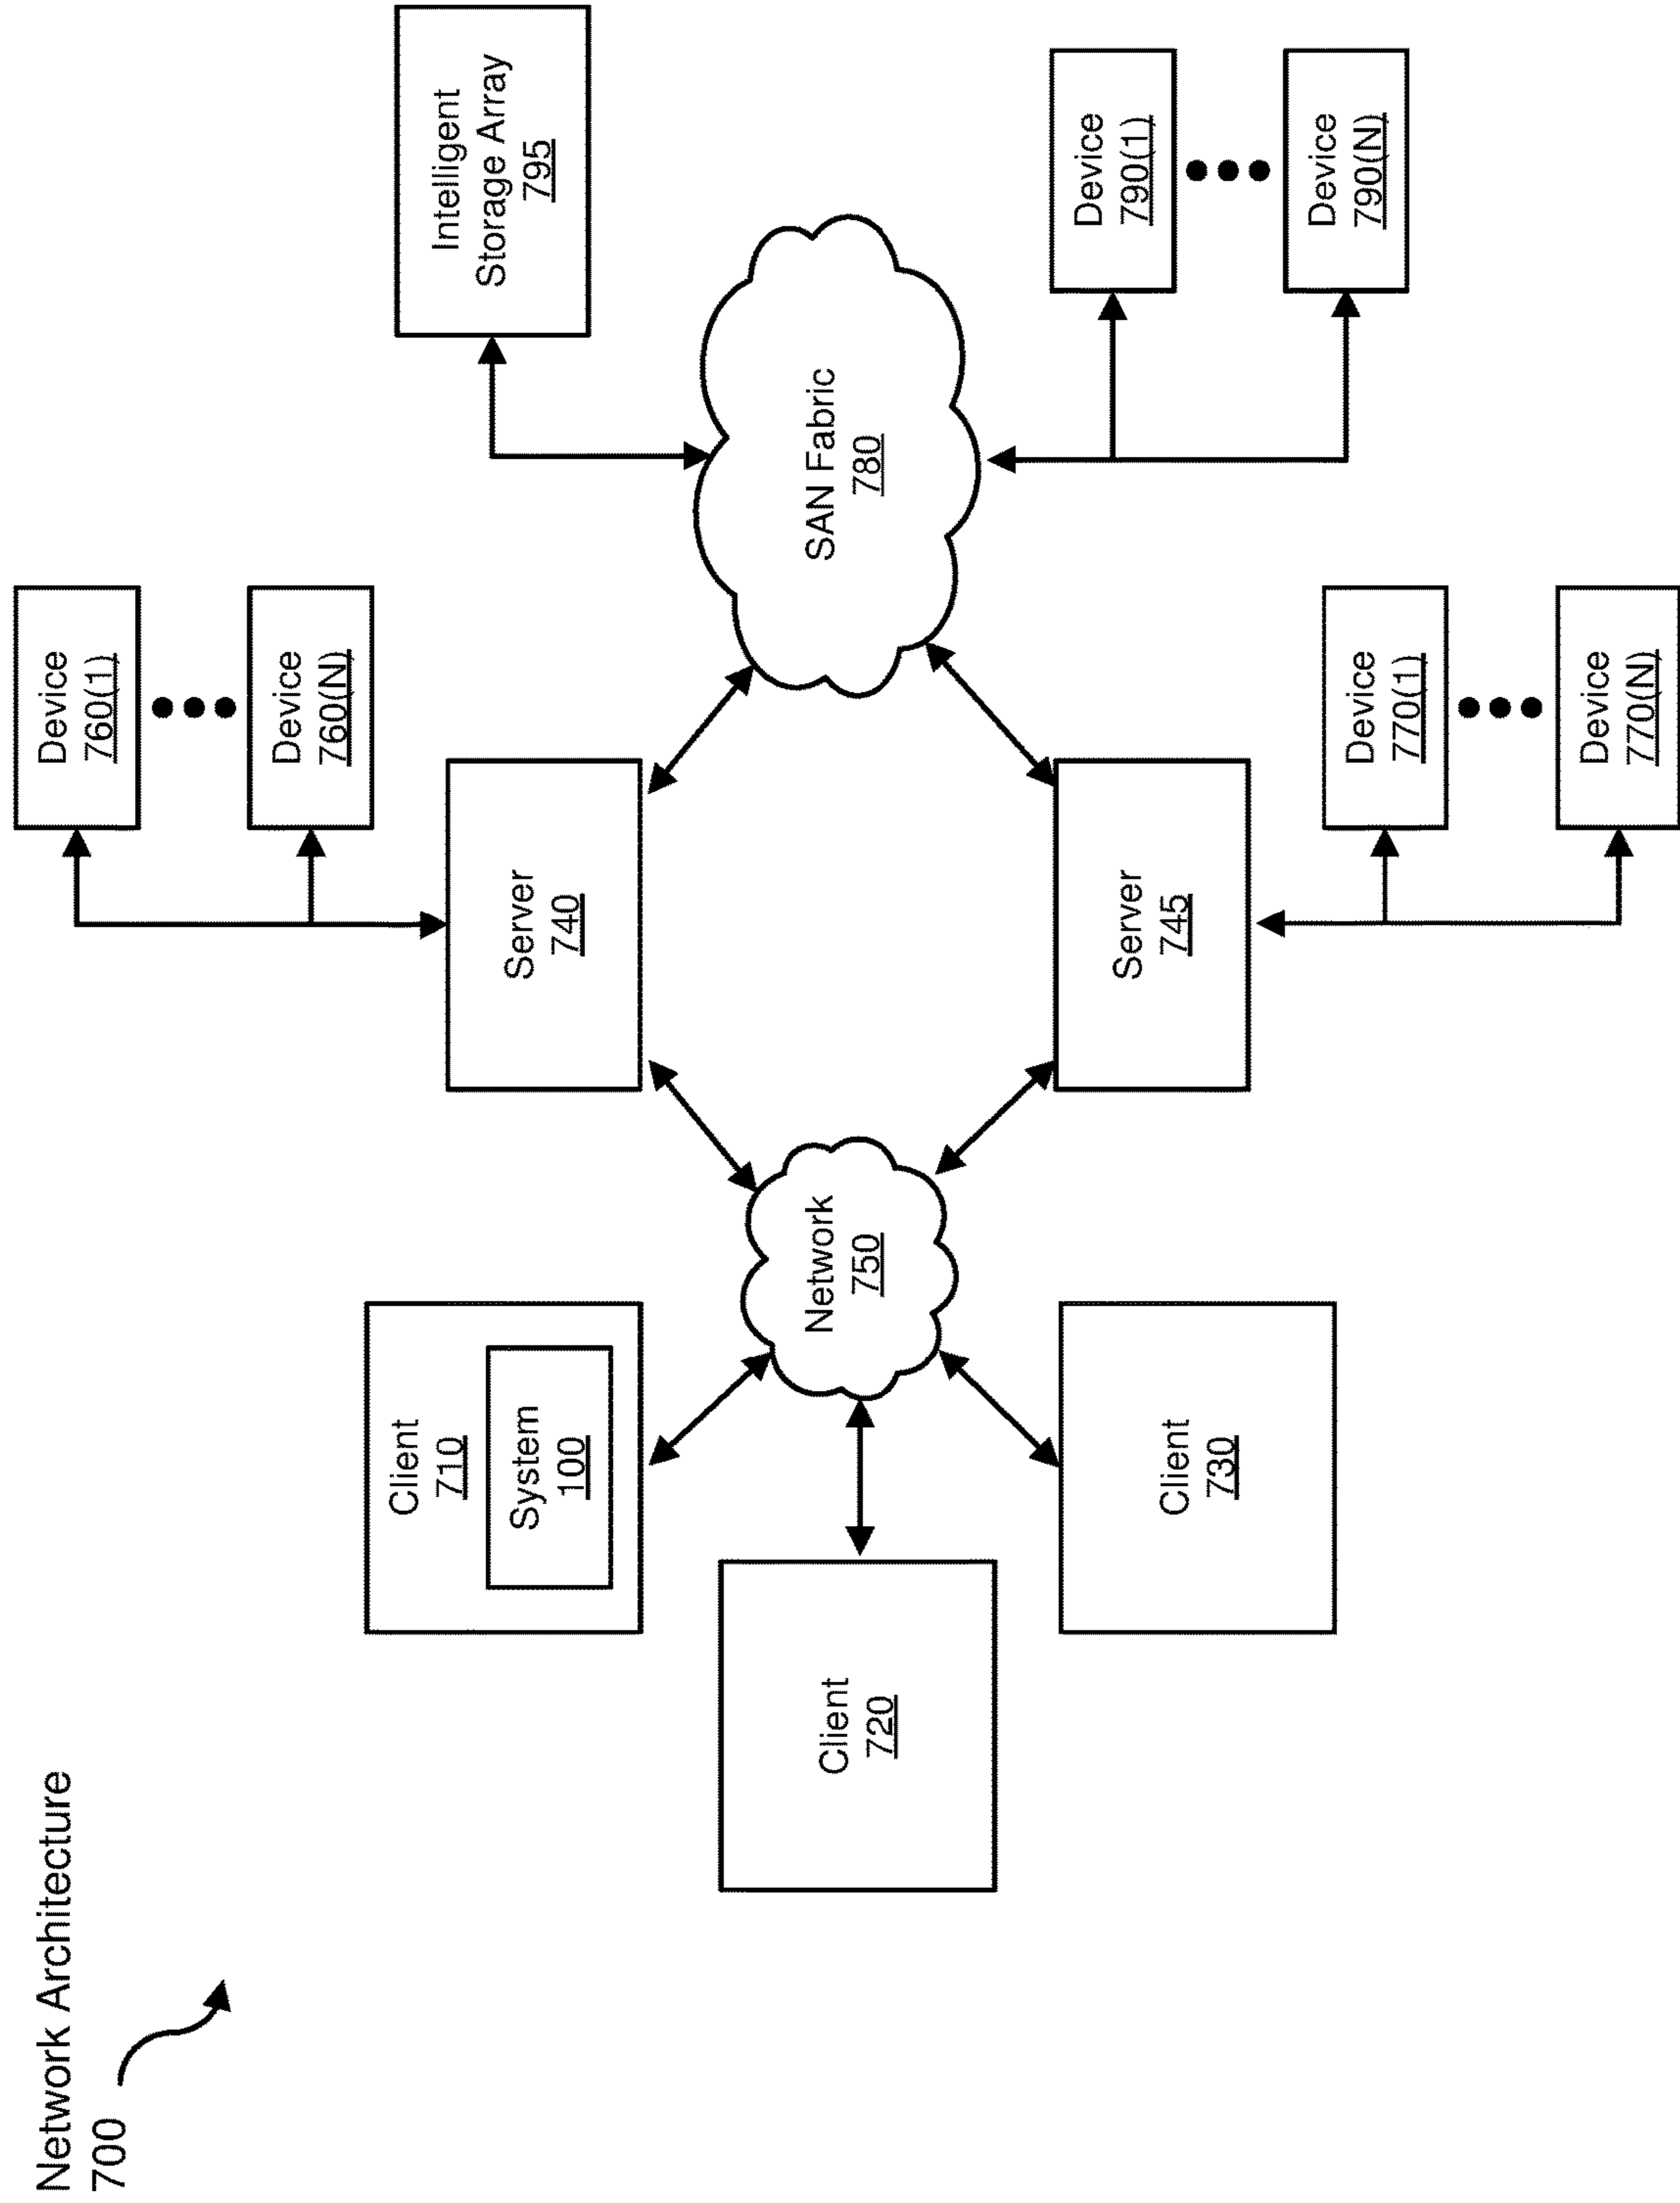 Network Architecture
700
Client
710
System
100
Client
720
Client
730
Network
750
Server
740
Server
745
Device
760(1)
Device
760(N)
Device
770(1)
Device
770(N)
SAN Fabric
780
Intelligent
Storage Array
795
Device
790(1)
Device
790(N)